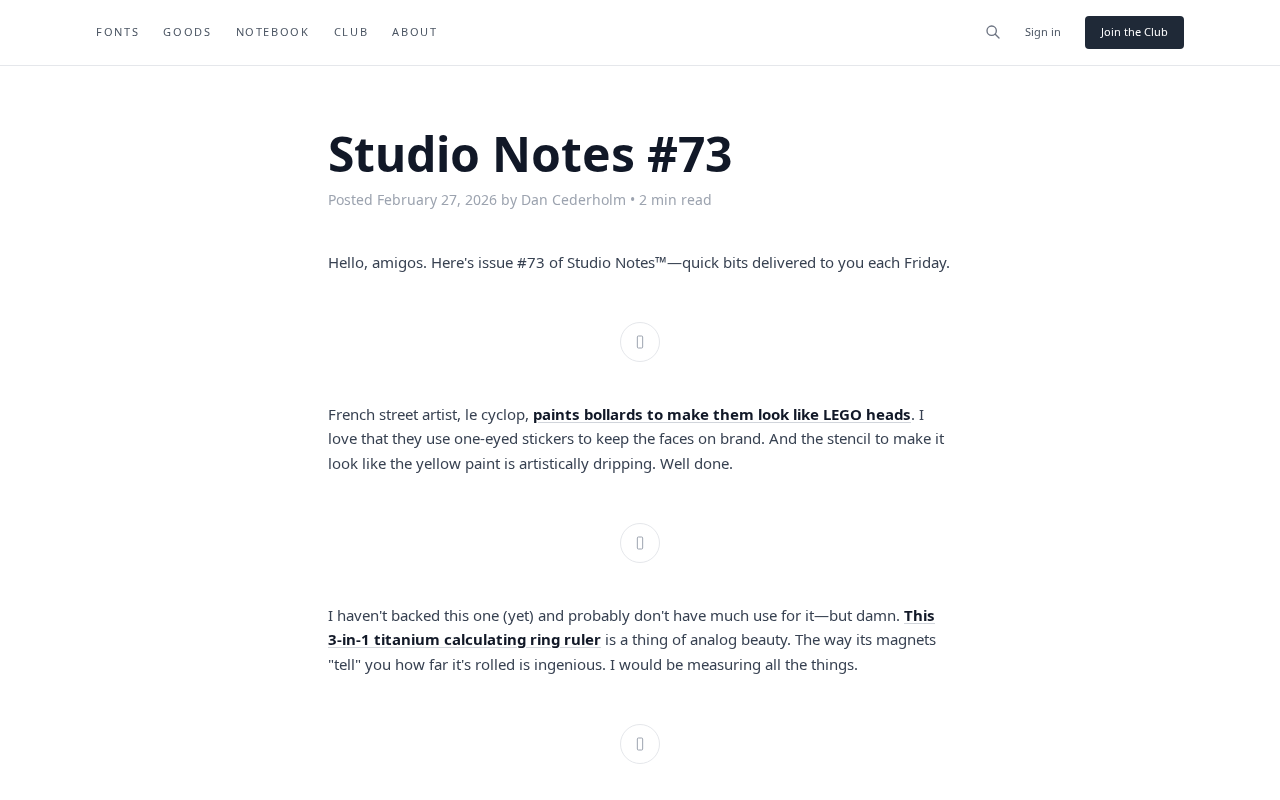 FONTS GOODS NOTEBOOK CLUB ABOUT Sign in Join the Club
Studio Notes #73
Posted February 27, 2026 by Dan Cederholm • 2 min read
Hello, amigos. Here's issue #73 of Studio Notes™—quick bits delivered to you each Friday.
French street artist, le cyclop, paints bollards to make them look like LEGO heads. I
love that they use one-eyed stickers to keep the faces on brand. And the stencil to make it
look like the yellow paint is artistically dripping. Well done.
I haven't backed this one (yet) and probably don't have much use for it—but damn. This
3-in-1 titanium calculating ring ruler is a thing of analog beauty. The way its magnets
"tell" you how far it's rolled is ingenious. I would be measuring all the things.